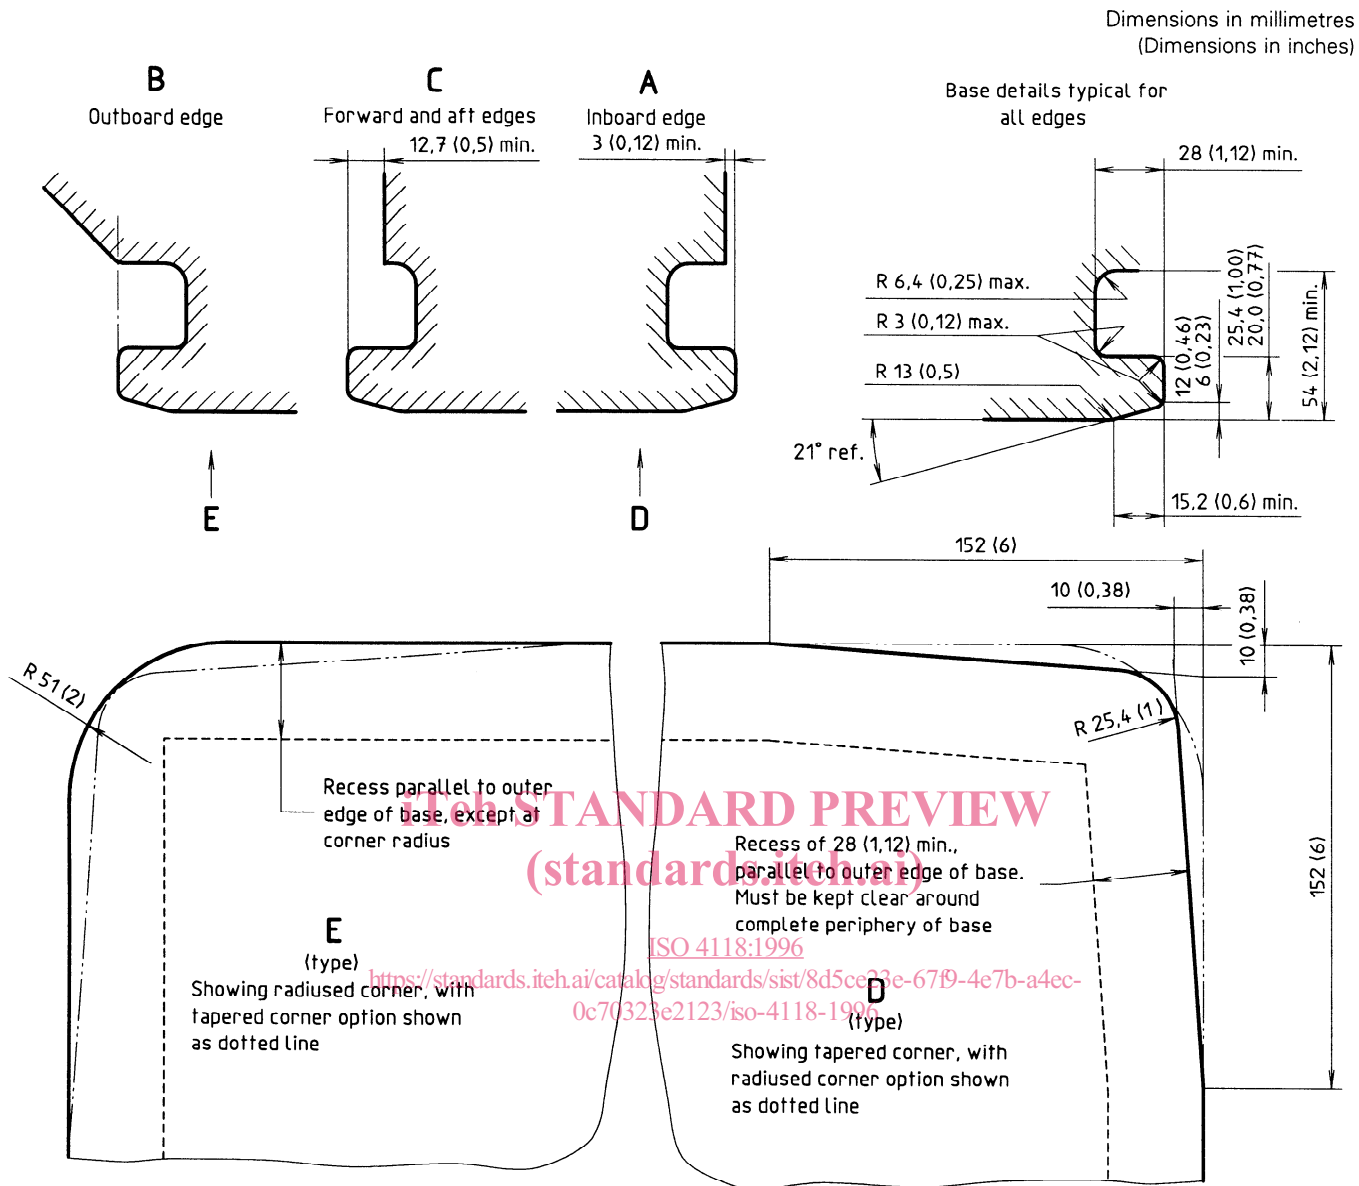 Dimensions in millimetres
(Dimensions in inches)
B
Outboard edge
C
Forward and aft edges
12,7 (0,5) min.
A
Inboard edge
3 (0,12) min.
Base details typical for
all edges
28 (1,12) min.
R 6,4 (0,25) max.
R 3 (0,12) max.
R 13 (0,5)
21° ref.
12 (0,46)
6 (0,23)
25,4 (1,00)
20,0 (0,77)
54 (2,12) min.
15,2 (0,6) min.
E
D
152 (6)
10 (0,38)
10 (0,38)
R 51 (2)
R 25,4 (1)
152 (6)
Recess parallel to outer
edge of base, except at
corner radius
iTeh STANDARD PREVIEW
(standards.iteh.ai)
Recess of 28 (1,12) min.,
parallel to outer edge of base.
Must be kept clear around
complete periphery of base
ISO 4118:1996
https://standards.iteh.ai/catalog/standards/sist/8d5ce23e-67f9-4e7b-a4ec-
0c70323e2123/iso-4118-1996
E
(type)
Showing radiused corner, with
tapered corner option shown
as dotted line
D
(type)
Showing tapered corner, with
radiused corner option shown
as dotted line